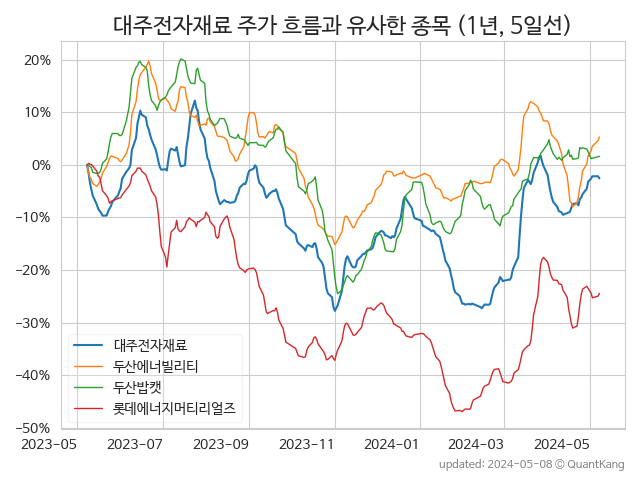 대주전자재료 주가 흐름과 유사한 종목 (1년, 5일선)
20%
10%
0%
−10%
−20%
−30%
−40%
−50%
대주전자재료
두산에너빌리티
두산밥캣
롯데에너지머티리얼즈
2023-05 2023-07 2023-09 2023-11 2024-01 2024-03 2024-05
updated: 2024-05-08 © QuantKang